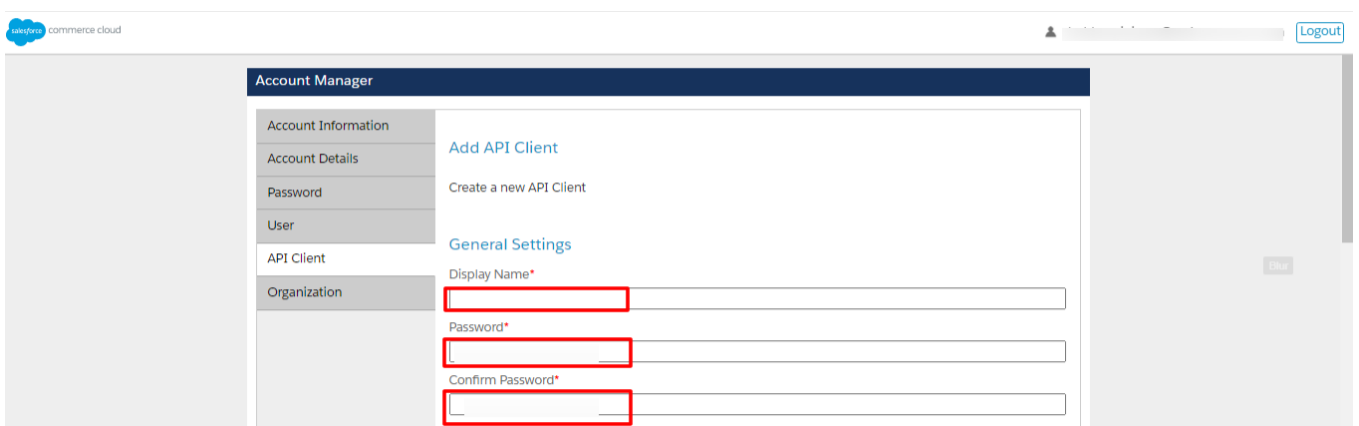 salesforce commerce cloud
Logout
Account Manager
Account Information
Account Details
Password
User
API Client
Organization
Add API Client
Create a new API Client
General Settings
Display Name*
Password*
Confirm Password*
Blur